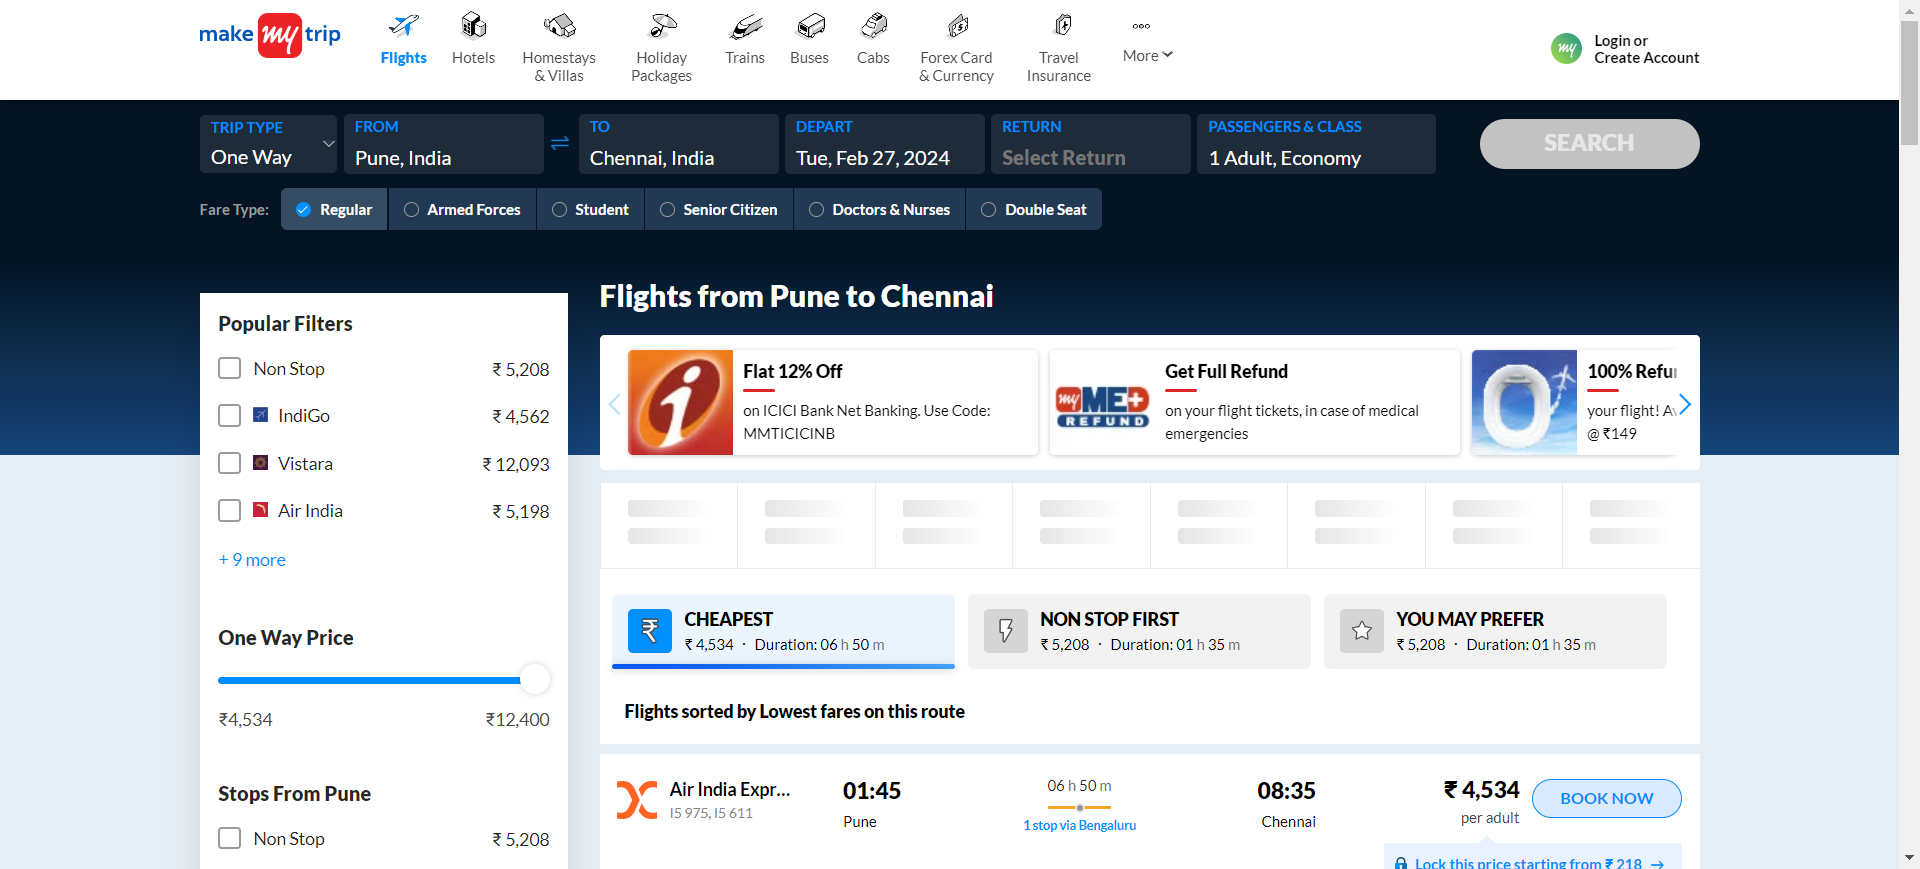 make my trip
Flights
Hotels
Homestays
& Villas
Holiday
Packages
Trains
Buses
Cabs
Forex Card
& Currency
Travel
Insurance
More
my
Login or
Create Account
TRIP TYPE
One Way
FROM
Pune, India
TO
Chennai, India
DEPART
Tue, Feb 27, 2024
RETURN
Select Return
PASSENGERS & CLASS
1 Adult, Economy
SEARCH
Fare Type:
Regular
Armed Forces
Student
Senior Citizen
Doctors & Nurses
Double Seat
Popular Filters
Non Stop ₹ 5,208
IndiGo ₹ 4,562
Vistara ₹ 12,093
Air India ₹ 5,198
+ 9 more
One Way Price
₹4,534 ₹12,400
Stops From Pune
Non Stop ₹ 5,208
Flights from Pune to Chennai
i
Flat 12% Off
on ICICI Bank Net Banking. Use Code:
MMTICICINB
my MED+
REFUND
Get Full Refund
on your flight tickets, in case of medical
emergencies
100% Refu
your flight! Av
@ ₹149
CHEAPEST
₹ 4,534 · Duration: 06 h 50 m
NON STOP FIRST
₹ 5,208 · Duration: 01 h 35 m
YOU MAY PREFER
₹ 5,208 · Duration: 01 h 35 m
Flights sorted by Lowest fares on this route
Air India Expr...
I5 975, I5 611
01:45
Pune
06 h 50 m
1 stop via Bengaluru
08:35
Chennai
₹ 4,534
per adult
BOOK NOW
Lock this price starting from ₹ 218 →